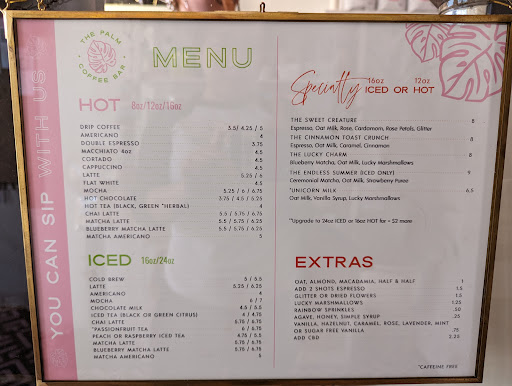 THE PALM
COFFEE BAR
MENU
YOU CAN SIP WITH US
HOT 8oz/12oz/16oz
DRIP COFFEE 3.5/ 4.25 / 5
AMERICANO 4
DOUBLE ESPRESSO 3.75
MACCHIATO 4oz 4.5
CORTADO 4.5
CAPPUCCINO 4.5
LATTE 5.25 / 6
FLAT WHITE 4.5
MOCHA 5.25 / 6 / 6.75
HOT CHOCOLATE 3.75 / 4.5 / 5.25
HOT TEA (BLACK, GREEN *HERBAL) 4
CHAI LATTE 5.5 / 5.75 / 6.75
MATCHA LATTE 5.5 / 5.75 / 6.25
BLUEBERRY MATCHA LATTE 5.5 / 5.75 / 6.25
MATCHA AMERICANO 5
ICED 16oz/24oz
COLD BREW 5 / 5.5
LATTE 5.25 / 6.25
AMERICANO 4
MOCHA 6 / 7
CHOCOLATE MILK 4.5 / 5.5
ICED TEA (BLACK OR GREEN CITRUS) 4 / 4.75
CHAI LATTE 5.75 / 6.75
*PASSIONFRUIT TEA 6 / 6.75
PEACH OR RASPBERRY ICED TEA 4.5 / 5.5
MATCHA LATTE 5.75 / 6.75
BLUEBERRY MATCHA LATTE 5.75 / 6.75
MATCHA AMERICANO 5
Specialty 16oz 12oz
ICED OR HOT
THE SWEET CREATURE 8
Espresso, Oat Milk, Rose, Cardamom, Rose Petals, Glitter
THE CINNAMON TOAST CRUNCH 8
Espresso, Oat Milk, Caramel, Cinnamon
THE LUCKY CHARM 8
Blueberry Matcha, Oat Milk, Lucky Marshmallows
THE ENDLESS SUMMER (ICED ONLY) 9
Ceremonial Matcha, Oat Milk, Strawberry Puree
*UNICORN MILK 6.5
Oat Milk, Vanilla Syrup, Lucky Marshmallows
*Upgrade to 24oz ICED or 16oz HOT for + $2 more
EXTRAS
OAT, ALMOND, MACADAMIA, HALF & HALF 1
ADD 2 SHOTS ESPRESSO 1.5
GLITTER OR DRIED FLOWERS 1.5
LUCKY MARSHMALLOWS 1.25
RAINBOW SPRINKLES .50
AGAVE, HONEY, SIMPLE SYRUP .25
VANILLA, HAZELNUT, CARAMEL, ROSE, LAVENDER, MINT
OR SUGAR FREE VANILLA .75
ADD CBD 2.25
*CAFFEINE FREE